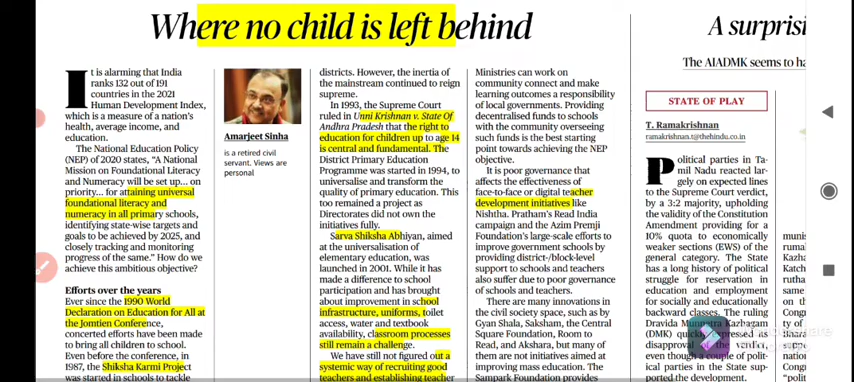 Where no child is left behind
It is alarming that India
ranks 132 out of 191
countries in the 2021
Human Development Index,
which is a measure of a nation's
health, average income, and
education.
The National Education Policy
(NEP) of 2020 states, "A National
Mission on Foundational Literacy
and Numeracy will be set up... on
priority... for attaining universal
foundational literacy and
numeracy in all primary schools,
identifying state-wise targets and
goals to be achieved by 2025, and
closely tracking and monitoring
progress of the same." How do we
achieve this ambitious objective?
Efforts over the years
Ever since the 1990 World
Declaration on Education for All at
the Jomtien Conference,
concerted efforts have been made
to bring all children to school.
Even before the conference, in
1987, the Shiksha Karmi Project
was started in schools to tackle
Amarjeet Sinha
is a retired civil
servant. Views are
personal
districts. However, the inertia of
the mainstream continued to reign
supreme.
In 1993, the Supreme Court
ruled in Unni Krishnan v. State Of
Andhra Pradesh that the right to
education for children up to age 14
is central and fundamental. The
District Primary Education
Programme was started in 1994, to
universalise and transform the
quality of primary education. This
too remained a project as
Directorates did not own the
initiatives fully.
Sarva Shiksha Abhiyan, aimed
at the universalisation of
elementary education, was
launched in 2001. While it has
made a difference to school
participation and has brought
about improvement in school
infrastructure, uniforms, toilet
access, water and textbook
availability, classroom processes
still remain a challenge.
We have still not figured out a
systemic way of recruiting good
teachers and establishing teacher
Ministries can work on
community connect and make
learning outcomes a responsibility
of local governments. Providing
decentralised funds to schools
with the community overseeing
such funds is the best starting
point towards achieving the NEP
objective.
It is poor governance that
affects the effectiveness of
face-to-face or digital teacher
development initiatives like
Nishtha. Pratham's Read India
campaign and the Azim Premji
Foundation's large-scale efforts to
improve government schools by
providing district-/block-level
support to schools and teachers
also suffer due to poor governance
of schools and teachers.
There are many innovations in
the civil society space, such as by
Gyan Shala, Saksham, the Central
Square Foundation, Room to
Read, and Akshara, but many of
them are not initiatives aimed at
improving mass education. The
Sampark Foundation provides
A surprisi
The AIADMK seems to ha
STATE OF PLAY
T. Ramakrishnan
ramakrishnan.t@thehindu.co.in
Political parties in Ta-
mil Nadu reacted lar-
gely on expected lines
to the Supreme Court verdict,
by a 3:2 majority, upholding the
validity of the Constitution
Amendment providing for a
10% quota to economically
weaker sections (EWS) of the
general category. The State
has a long history of political
struggle for reservation in
education and employment
for socially and educationally
backward classes. The ruling
Dravida Munnetra Kazhagam
(DMK) quickly expressed its
disapproval of the verdict,
even though a couple of polit-
ical parties in the State sup-
ported the development.
munis
rumal
howe
Katch
rathu
same
on th
Cong
ty of